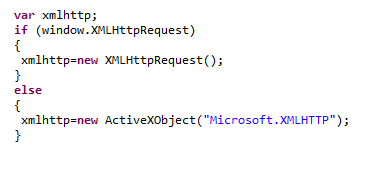 var xmlhttp;
if (window.XMLHttpRequest)
{
 xmlhttp=new XMLHttpRequest();
}
else
{
 xmlhttp=new ActiveXObject("Microsoft.XMLHTTP");
}